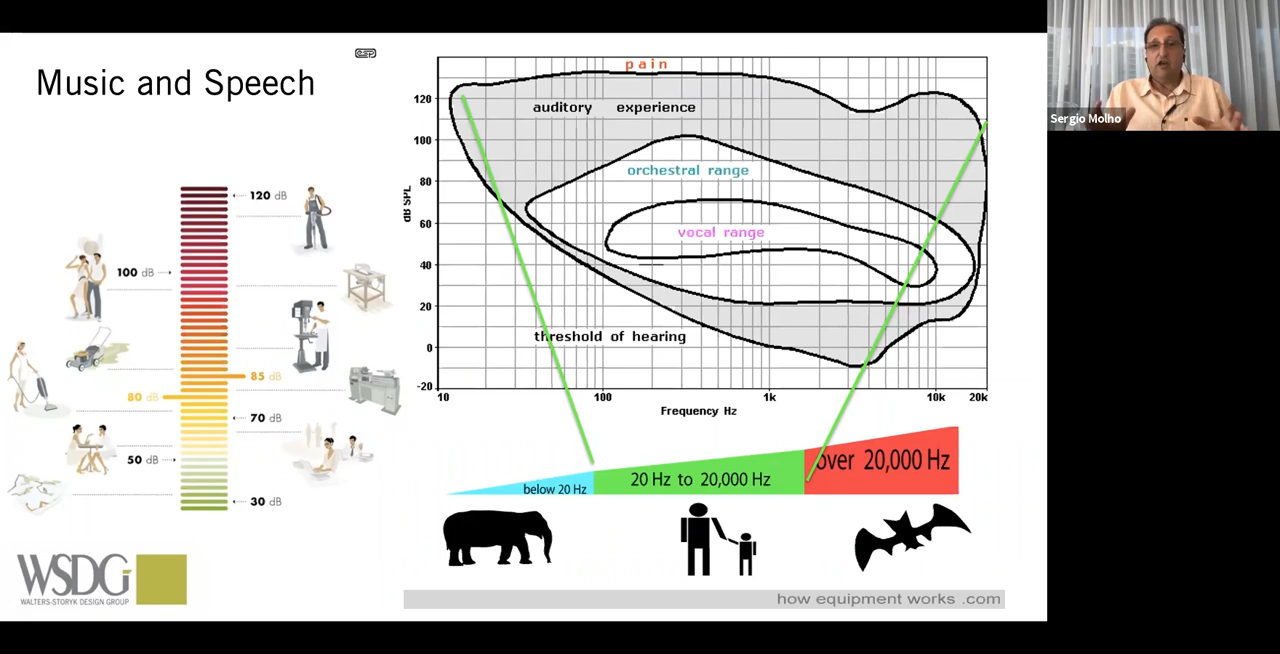 Music and Speech
ESP
120 dB
100 dB
85 dB
80 dB
70 dB
50 dB
30 dB
WSDG
WALTERS-STORYK DESIGN GROUP
pain
auditory experience
orchestral range
vocal range
threshold of hearing
dB SPL
120
100
80
60
40
20
0
-20
10
100
1k
10k
20k
Frequency Hz
below 20 Hz
20 Hz to 20,000 Hz
over 20,000 Hz
how equipment works .com
Sergio Molho